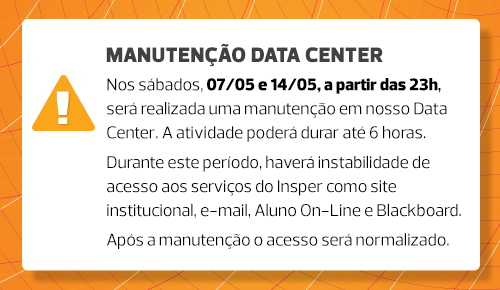 MANUTENÇÃO DATA CENTER
Nos sábados, 07/05 e 14/05, a partir das 23h,
será realizada uma manutenção em nosso Data
Center. A atividade poderá durar até 6 horas.
Durante este período, haverá instabilidade de
acesso aos serviços do Insper como site
institucional, e-mail, Aluno On-Line e Blackboard.
Após a manutenção o acesso será normalizado.